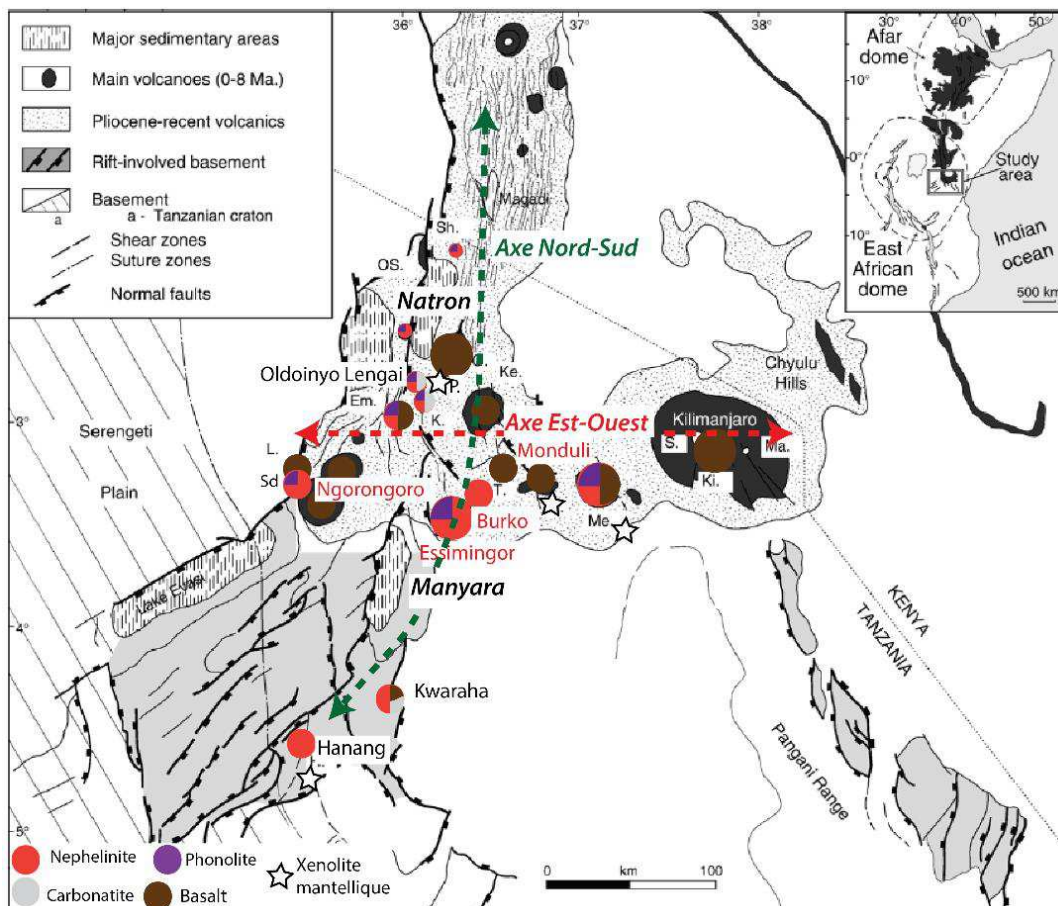 Major sedimentary areas
Main volcanoes (0-8 Ma.)
Pliocene-recent volcanics
Rift-involved basement
Basement
a
a - Tanzanian craton
Shear zones
Suture zones
Normal faults
36°
37°
38°
30°
40°
50°
Afar
dome
10°
0°
Study
area
10°
East
African
dome
Indian
ocean
500 km
Magadi
Sh.
Axe Nord-Sud
OS.
Natron
Oldoinyo Lengai
P.
Ke.
Chyulu
Hills
Em.
K.
3°
Serengeti
Plain
Axe Est-Ouest
Kilimanjaro
S.
Ma.
Ki.
L.
Sd
Ngorongoro
Monduli
T.
Burko
Me
Essimingor
Lake Eyasi
Manyara
4°
KENYA
TANZANIA
Kwaraha
Hanang
Pangani Range
5°
Nephelinite
Phonolite
Xenolite
mantellique
Carbonatite
Basalt
0
km
100